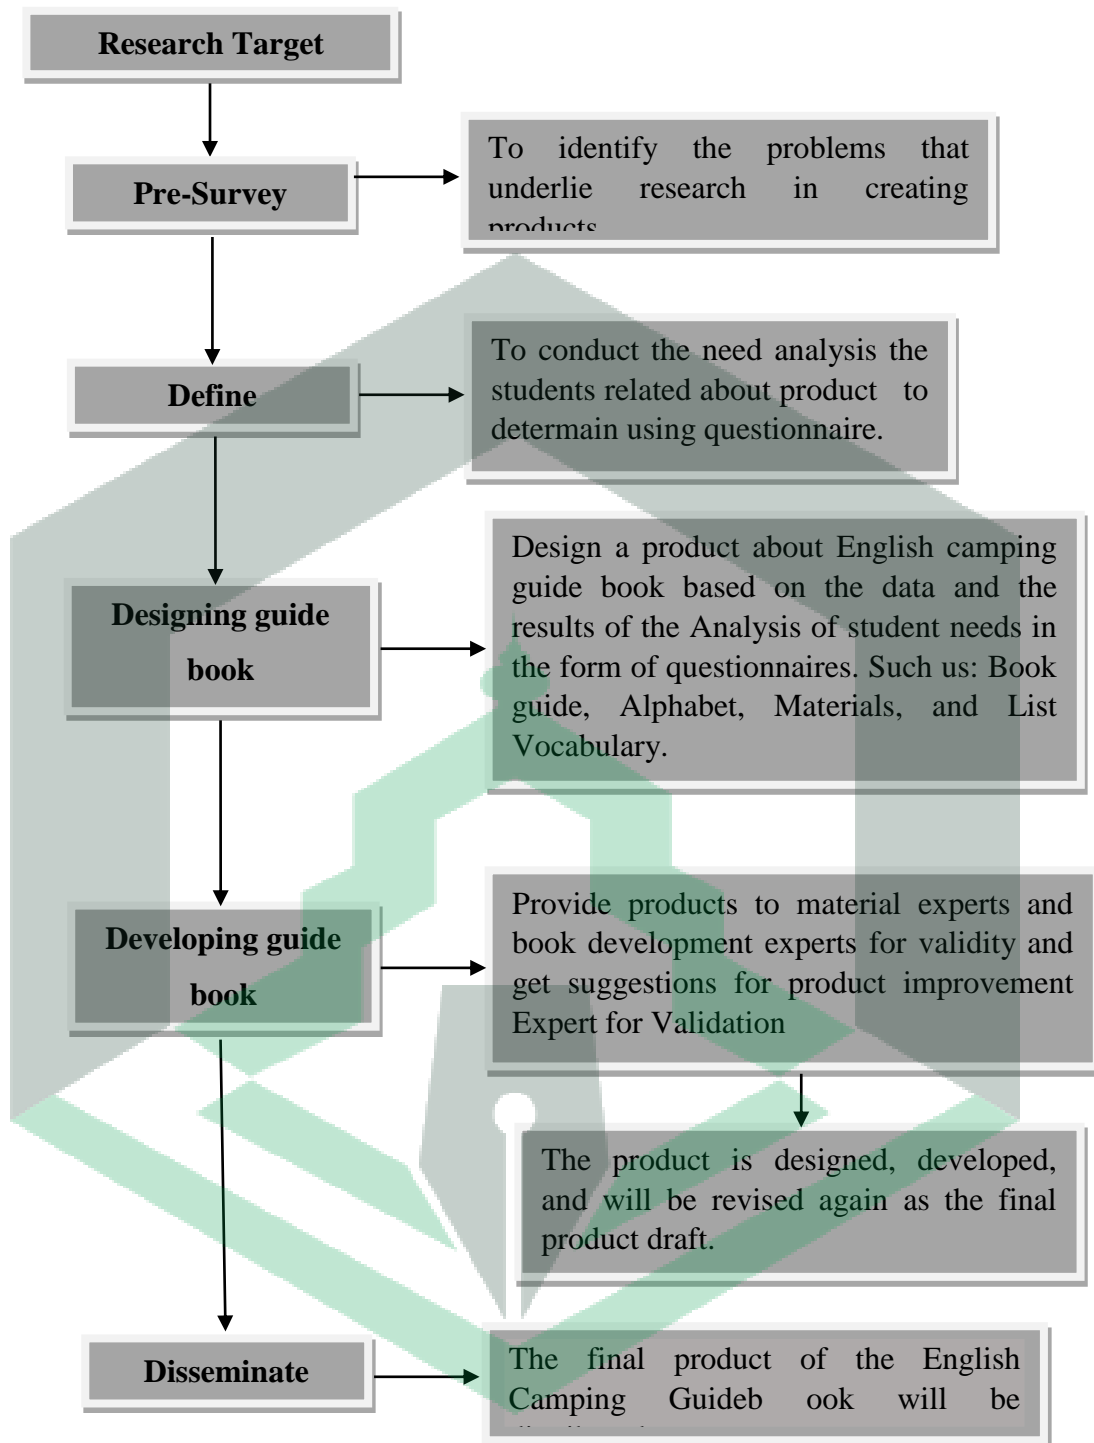 Research Target
Pre-Survey
To identify the problems that
underlie research in creating
products
Define
To conduct the need analysis the
students related about product to
determain using questionnaire.
Designing guide
book
Design a product about English camping
guide book based on the data and the
results of the Analysis of student needs in
the form of questionnaires. Such us: Book
guide, Alphabet, Materials, and List
Vocabulary.
Developing guide
book
Provide products to material experts and
book development experts for validity and
get suggestions for product improvement
Expert for Validation
The product is designed, developed,
and will be revised again as the final
product draft.
Disseminate
The final product of the English
Camping Guideb ook will be